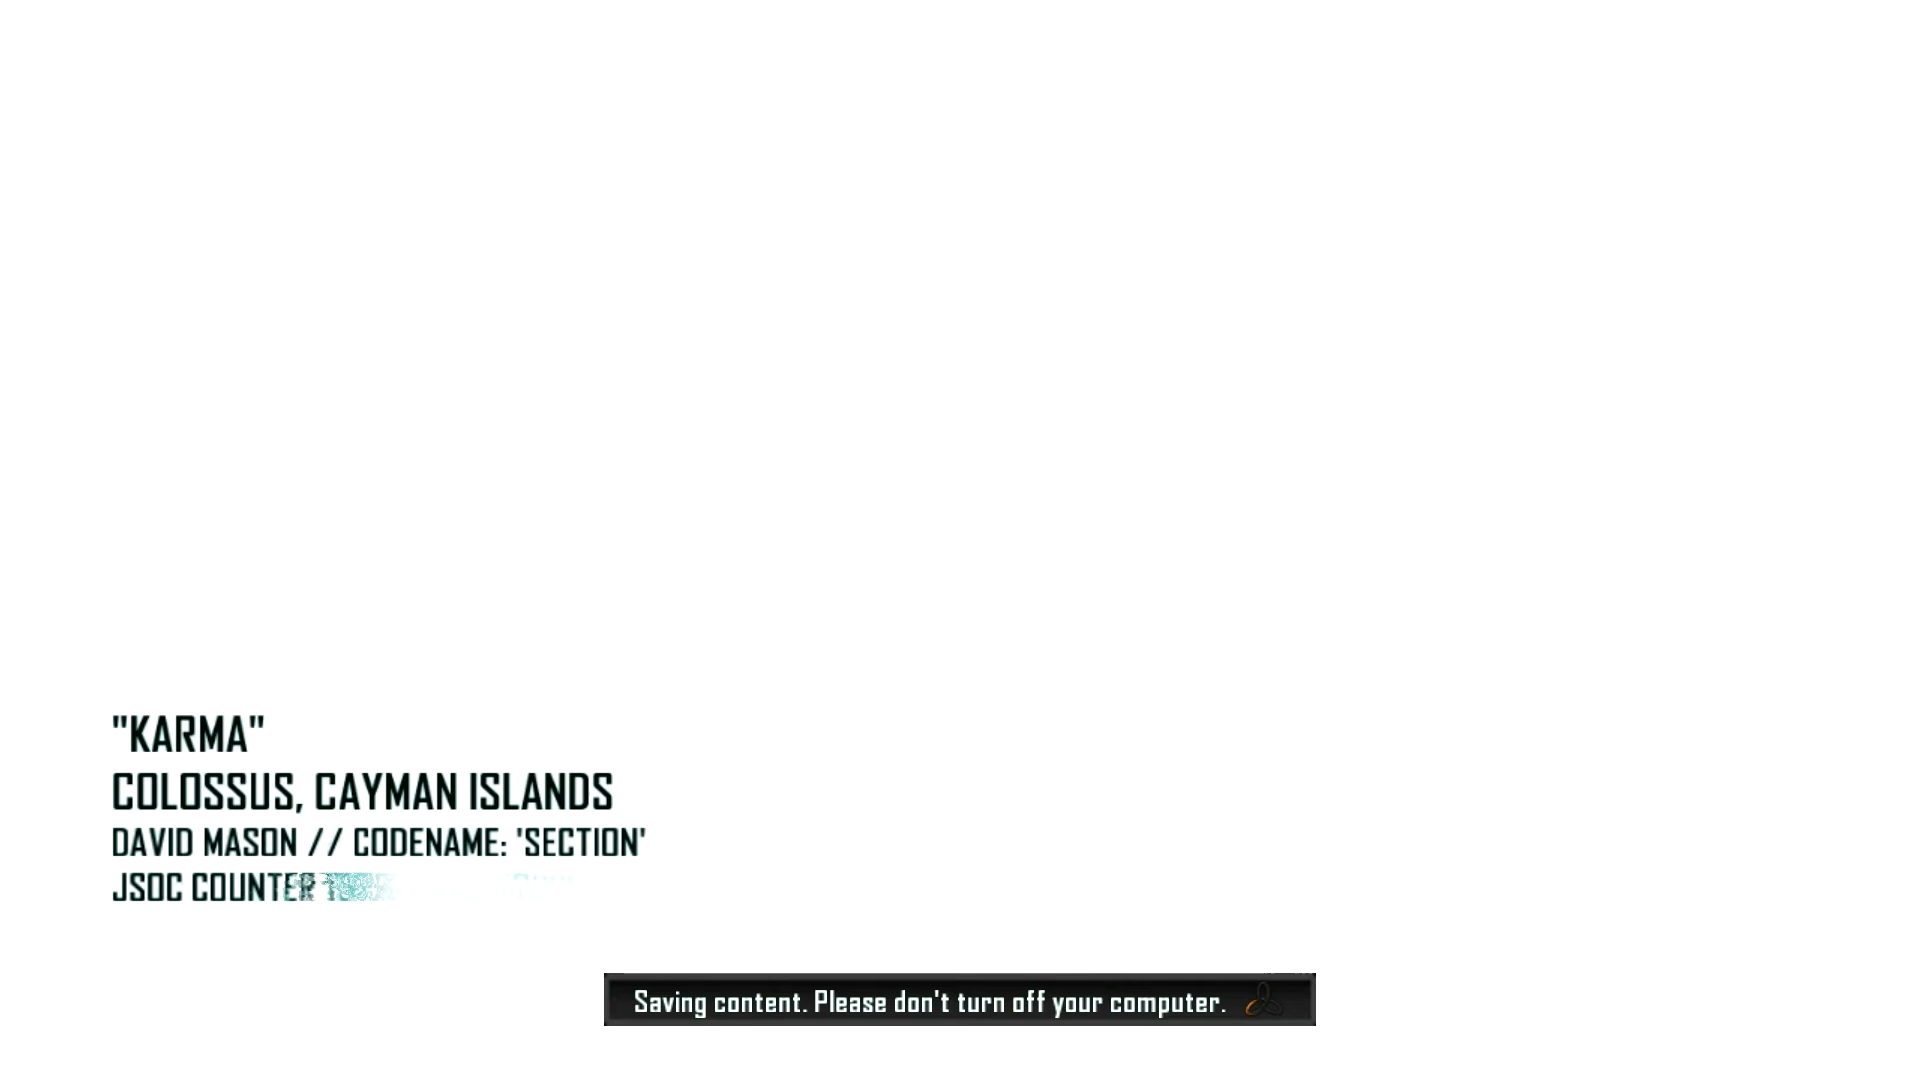 "KARMA"
COLOSSUS, CAYMAN ISLANDS
DAVID MASON // CODENAME: 'SECTION'
JSOC COUNTER
Saving content. Please don't turn off your computer.